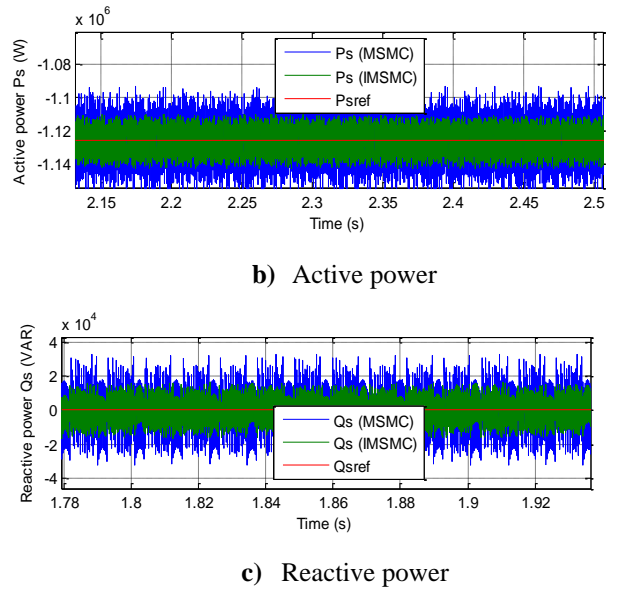 x 10^6
Active power Ps (W)
-1.08
-1.1
-1.12
-1.14
Ps (MSMC)
Ps (IMSMC)
Psref
2.15 2.2 2.25 2.3 2.35 2.4 2.45 2.5
Time (s)
b) Active power
x 10^4
Reactive power Qs (VAR)
4
2
0
-2
-4
Qs (MSMC)
Qs (IMSMC)
Qsref
1.78 1.8 1.82 1.84 1.86 1.88 1.9 1.92
Time (s)
c) Reactive power